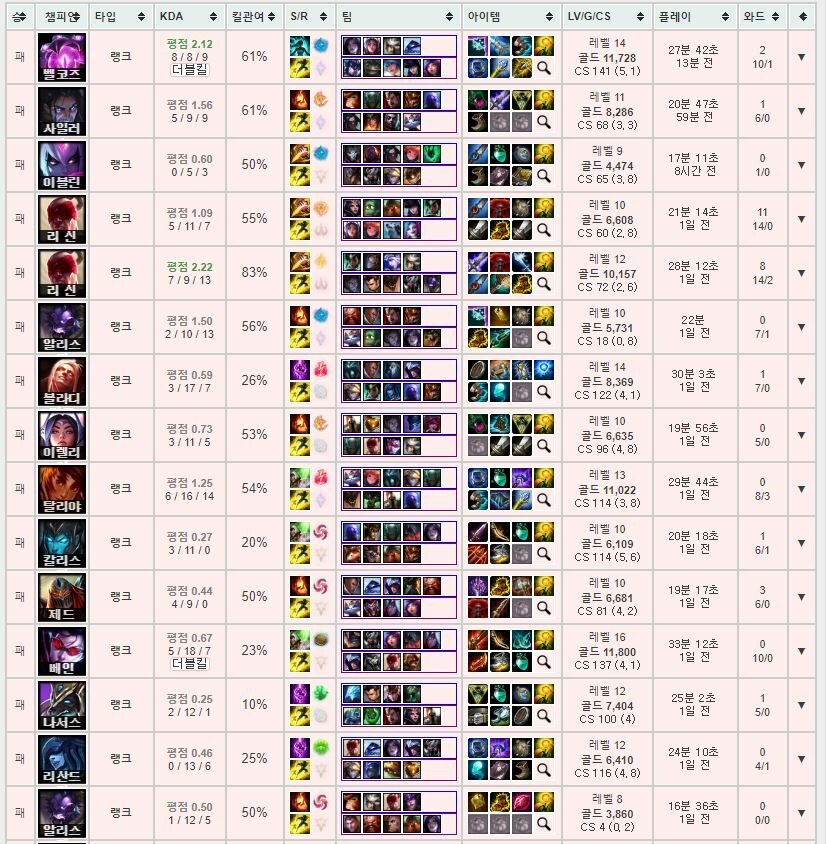 승 챔피언 타입 KDA 킬관여 S/R 팀 아이템 LV/G/CS 플레이 와드
패 벨코즈 랭크 평점 2.12 61% 레벨 14 27분 42초 2
8 / 8 / 9 골드 11,728 13분 전 10/1
더블킬 CS 141 (5, 1)
패 사일러 랭크 평점 1.56 61% 레벨 11 20분 47초 1
5 / 9 / 9 골드 8,286 59분 전 6/0
CS 68 (3, 3)
패 이블린 랭크 평점 0.60 50% 레벨 9 17분 11초 0
0 / 5 / 3 골드 4,474 8시간 전 1/0
CS 65 (3, 8)
패 리 신 랭크 평점 1.09 55% 레벨 10 21분 14초 11
5 / 11 / 7 골드 6,608 1일 전 14/0
CS 60 (2, 8)
패 리 신 랭크 평점 2.22 83% 레벨 12 28분 12초 8
7 / 9 / 13 골드 10,157 1일 전 14/2
CS 72 (2, 6)
패 알리스 랭크 평점 1.50 56% 레벨 10 22분 0
2 / 10 / 13 골드 5,731 1일 전 7/1
CS 18 (0, 8)
패 블라디 랭크 평점 0.59 26% 레벨 14 30분 3초 1
3 / 17 / 7 골드 8,369 1일 전 7/0
CS 122 (4, 1)
패 이렐리 랭크 평점 0.73 53% 레벨 10 19분 56초 0
3 / 11 / 5 골드 6,635 1일 전 5/0
CS 96 (4, 8)
패 탈리야 랭크 평점 1.25 54% 레벨 13 29분 44초 0
6 / 16 / 14 골드 11,022 1일 전 8/3
CS 114 (3, 8)
패 칼리스 랭크 평점 0.27 20% 레벨 10 20분 18초 1
3 / 11 / 0 골드 6,109 1일 전 6/1
CS 114 (5, 6)
패 제드 랭크 평점 0.44 50% 레벨 10 19분 17초 3
4 / 9 / 0 골드 6,681 1일 전 6/0
CS 81 (4, 2)
패 베인 랭크 평점 0.67 23% 레벨 16 33분 12초 0
5 / 18 / 7 골드 11,800 1일 전 10/0
더블킬 CS 137 (4, 1)
패 나서스 랭크 평점 0.25 10% 레벨 12 25분 2초 1
2 / 12 / 1 골드 7,404 1일 전 5/0
CS 100 (4)
패 리산드 랭크 평점 0.46 25% 레벨 12 24분 10초 0
0 / 13 / 6 골드 6,410 1일 전 4/1
CS 116 (4, 8)
패 알리스 랭크 평점 0.50 50% 레벨 8 16분 36초 0
1 / 12 / 5 골드 3,860 1일 전 0/0
CS 4 (0, 2)